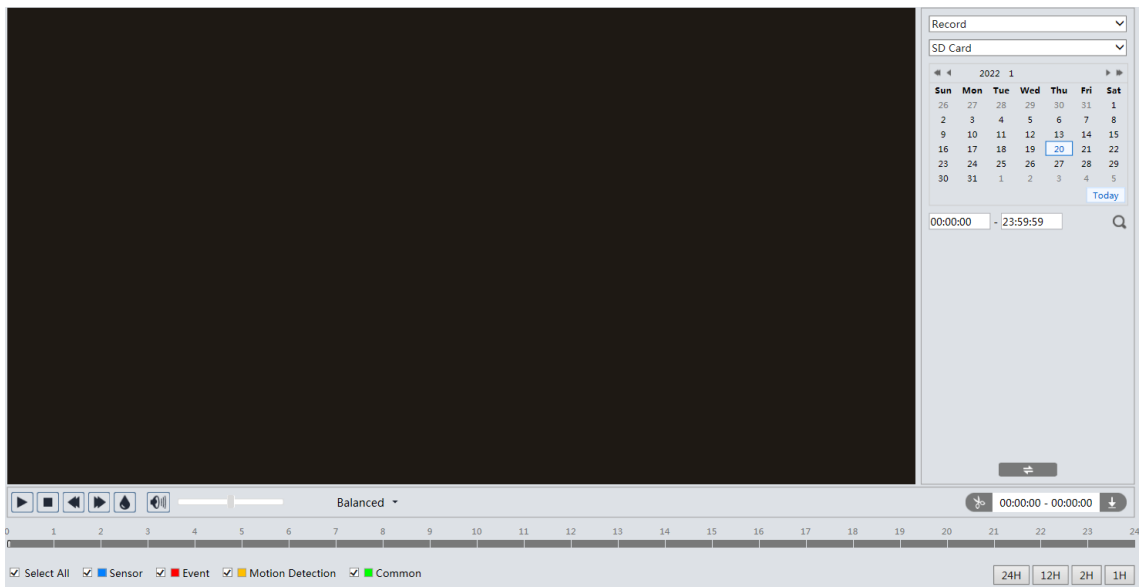 Record
SD Card
2022 1
Sun Mon Tue Wed Thu Fri Sat
26 27 28 29 30 31 1
2 3 4 5 6 7 8
9 10 11 12 13 14 15
16 17 18 19 20 21 22
23 24 25 26 27 28 29
30 31 1 2 3 4 5
Today
00:00:00 - 23:59:59
Balanced
00:00:00 - 00:00:00
0 1 2 3 4 5 6 7 8 9 10 11 12 13 14 15 16 17 18 19 20 21 22 23 24
Select All Sensor Event Motion Detection Common
24H 12H 2H 1H